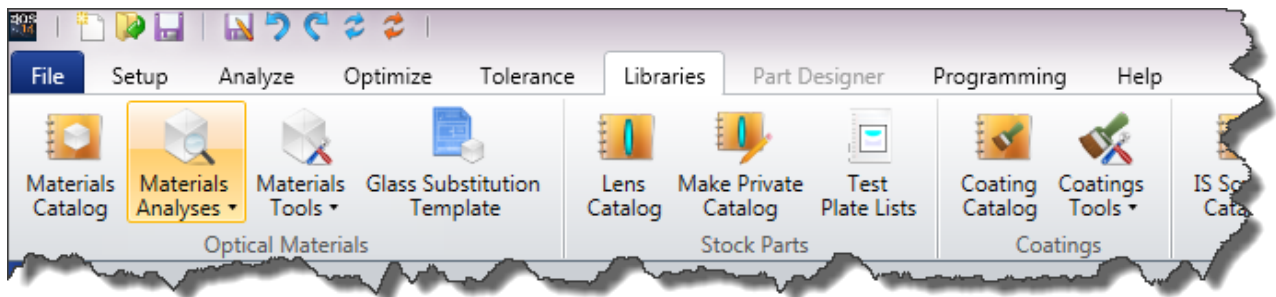 File Setup Analyze Optimize Tolerance Libraries Part Designer Programming Help
Materials Catalog
Materials Analyses
Materials Tools
Glass Substitution Template
Lens Catalog
Make Private Catalog
Test Plate Lists
Coating Catalog
Coatings Tools
IS
Optical Materials
Stock Parts
Coatings